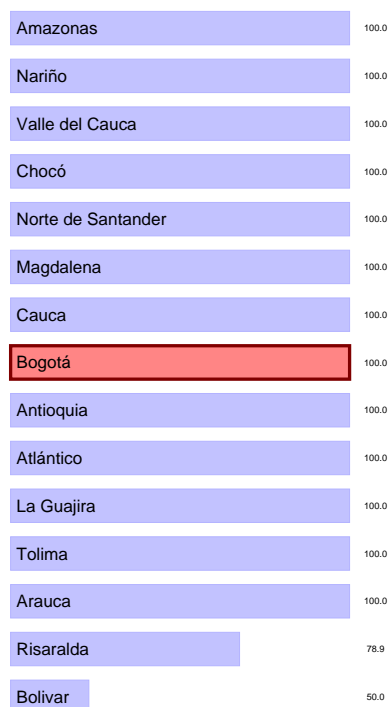 Amazonas 100.0
Nariño 100.0
Valle del Cauca 100.0
Chocó 100.0
Norte de Santander 100.0
Magdalena 100.0
Cauca 100.0
Bogotá 100.0
Antioquia 100.0
Atlántico 100.0
La Guajira 100.0
Tolima 100.0
Arauca 100.0
Risaralda 78.9
Bolivar 50.0